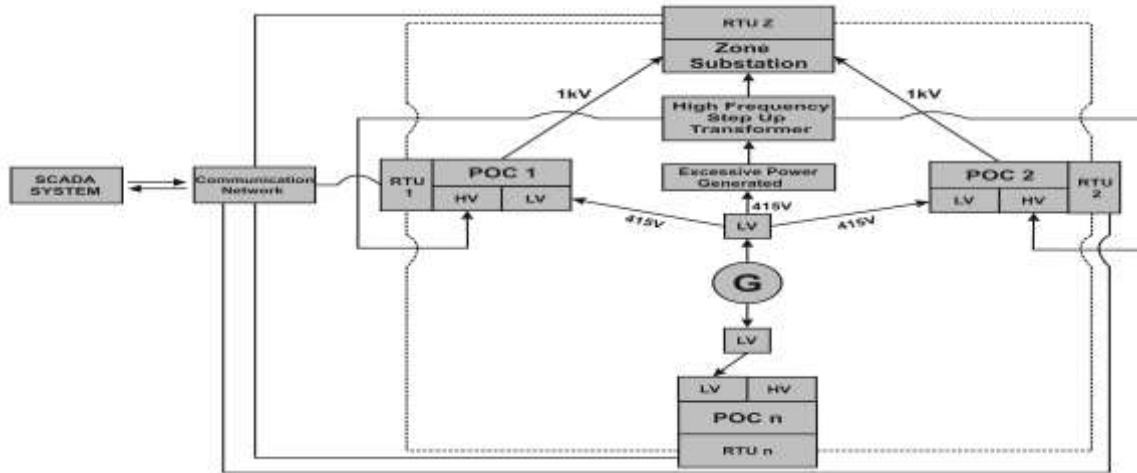 RTU Z
Zone
Substation
1kV
1kV
High Frequency
Step Up
Transformer
SCADA
SYSTEM
Communication
Network
RTU
1
POC 1
HV
LV
Excessive Power
Generated
POC 2
LV
HV
RTU
2
415V
415V
415V
LV
G
LV
LV
HV
POC n
RTU n